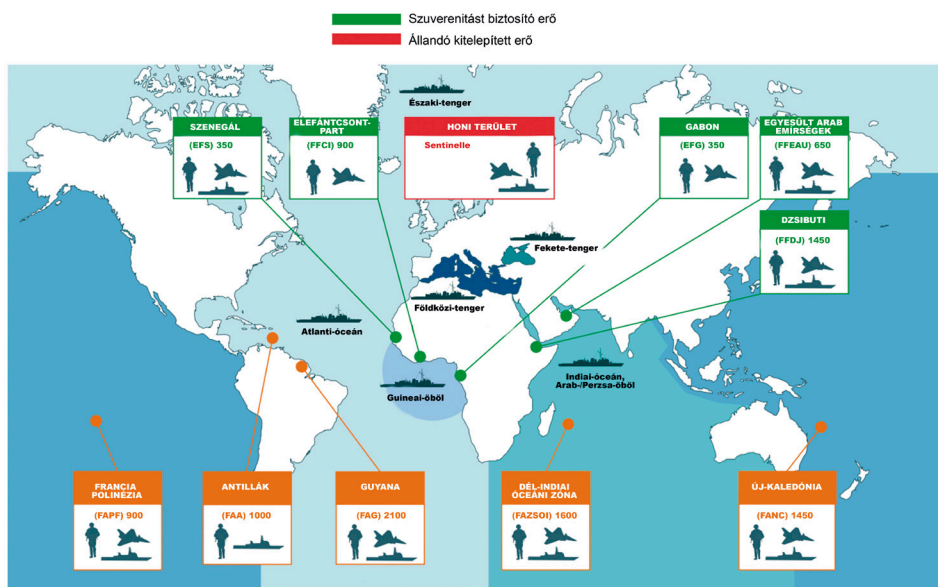 Szuverenitást biztosító erő
Állandó kitelepített erő
Északi-tenger
SZENEGÁL
(EFS) 350
ELEFÁNTCSONT-
PART
(FFCI) 900
HONI TERÜLET
Sentinelle
GABON
(EFG) 350
EGYESÜLT ARAB
EMÍRSÉGEK
(FFEAU) 650
DZSIBUTI
(FFDJ) 1450
Fekete-tenger
Földközi-tenger
Atlanti-óceán
Guineai-öböl
Indiai-óceán,
Arab-/Perzsa-öböl
FRANCIA
POLINÉZIA
(FAPF) 900
ANTILLÁK
(FAA) 1000
GUYANA
(FAG) 2100
DÉL-INDIAI
ÓCEÁNI ZÓNA
(FAZSOI) 1600
ÚJ-KALEDÓNIA
(FANC) 1450